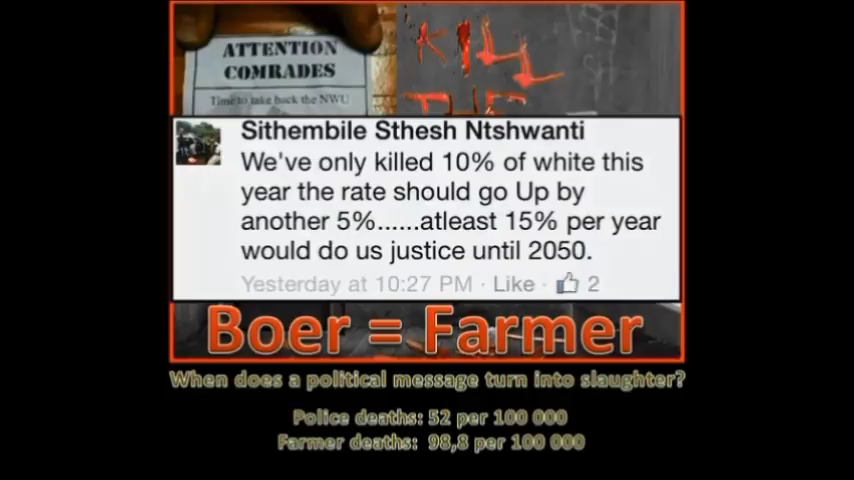 ATTENTION
COMRADES
Time to take back the NWU
KILL
THE
Sithembile Sthesh Ntshwanti
We've only killed 10% of white this
year the rate should go Up by
another 5%......atleast 15% per year
would do us justice until 2050.
Yesterday at 10:27 PM · Like · 2
Boer = Farmer
When does a political message turn into slaughter?
Police deaths: 52 per 100 000
Farmer deaths: 98,8 per 100 000